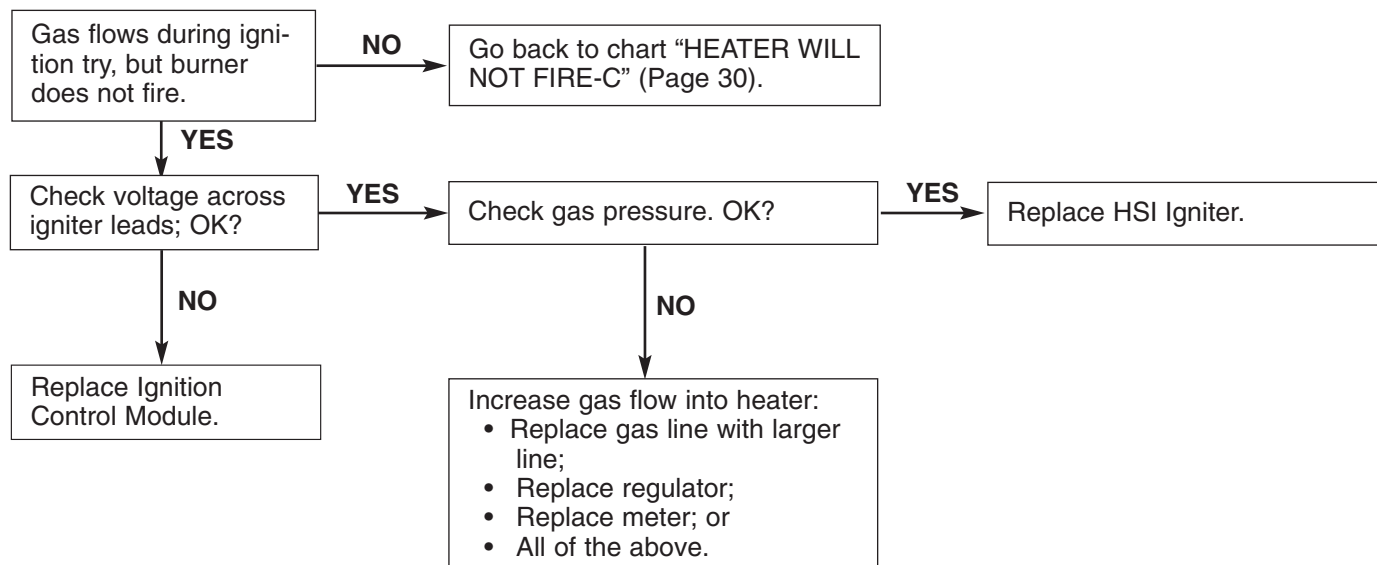 Gas flows during igni-
tion try, but burner
does not fire.
NO
Go back to chart “HEATER WILL
NOT FIRE-C” (Page 30).
YES
Check voltage across
igniter leads; OK?
YES
Check gas pressure. OK?
YES
Replace HSI Igniter.
NO
Replace Ignition
Control Module.
NO
Increase gas flow into heater:
• Replace gas line with larger
line;
• Replace regulator;
• Replace meter; or
• All of the above.